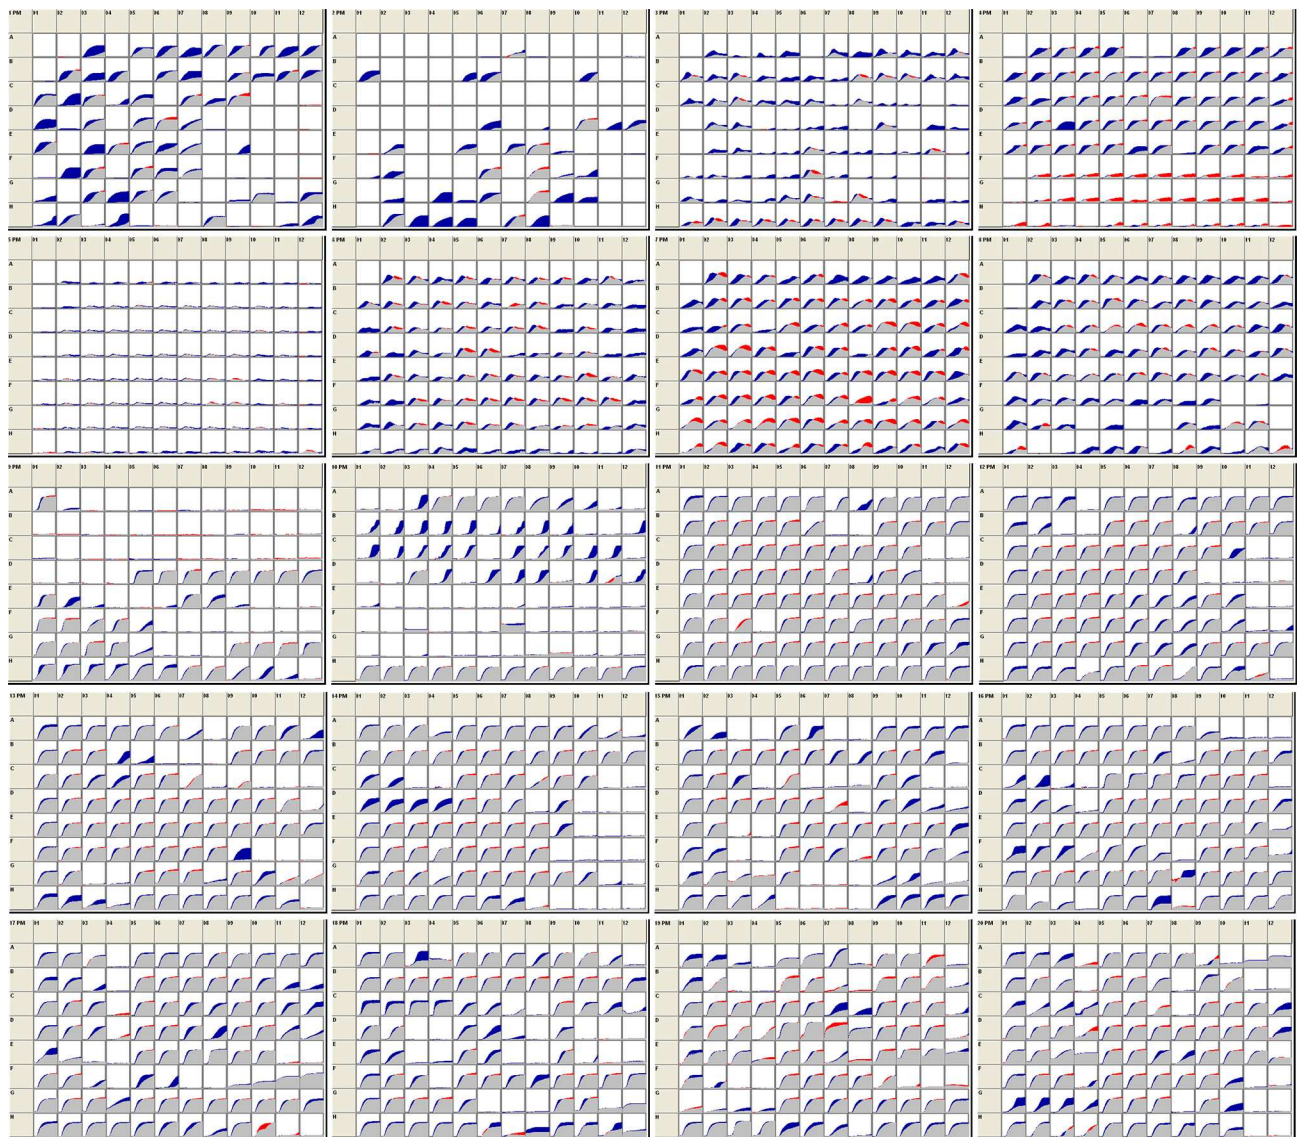 1 PM 01 02 03 04 05 06 07 08 09 10 11 12
2 PM 01 02 03 04 05 06 07 08 09 10 11 12
3 PM 01 02 03 04 05 06 07 08 09 10 11 12
4 PM 01 02 03 04 05 06 07 08 09 10 11 12
A A A A
B B B B
C C C C
D D D D
E E E E
F F F F
G G G G
H H H H
5 PM 01 02 03 04 05 06 07 08 09 10 11 12
6 PM 01 02 03 04 05 06 07 08 09 10 11 12
7 PM 01 02 03 04 05 06 07 08 09 10 11 12
8 PM 01 02 03 04 05 06 07 08 09 10 11 12
A A A A
B B B B
C C C C
D D D D
E E E E
F F F F
G G G G
H H H H
9 PM 01 02 03 04 05 06 07 08 09 10 11 12
10 PM 01 02 03 04 05 06 07 08 09 10 11 12
11 PM 01 02 03 04 05 06 07 08 09 10 11 12
12 PM 01 02 03 04 05 06 07 08 09 10 11 12
A A A A
B B B B
C C C C
D D D D
E E E E
F F F F
G G G G
H H H H
13 PM 01 02 03 04 05 06 07 08 09 10 11 12
14 PM 01 02 03 04 05 06 07 08 09 10 11 12
15 PM 01 02 03 04 05 06 07 08 09 10 11 12
16 PM 01 02 03 04 05 06 07 08 09 10 11 12
A A A A
B B B B
C C C C
D D D D
E E E E
F F F F
G G G G
H H H H
17 PM 01 02 03 04 05 06 07 08 09 10 11 12
18 PM 01 02 03 04 05 06 07 08 09 10 11 12
19 PM 01 02 03 04 05 06 07 08 09 10 11 12
20 PM 01 02 03 04 05 06 07 08 09 10 11 12
A A A A
B B B B
C C C C
D D D D
E E E E
F F F F
G G G G
H H H H